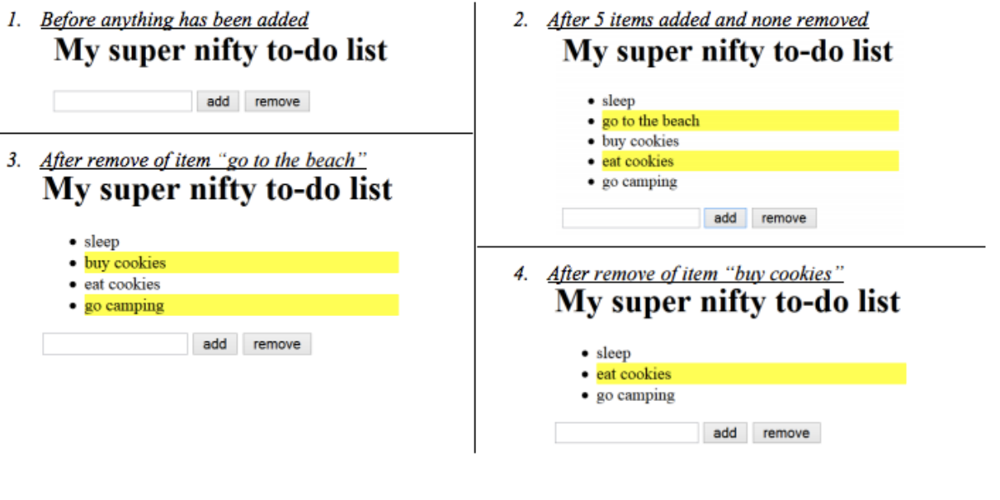 1. Before anything has been added
My super nifty to-do list
add remove
2. After 5 items added and none removed
My super nifty to-do list
• sleep
• go to the beach
• buy cookies
• eat cookies
• go camping
add remove
3. After remove of item “go to the beach”
My super nifty to-do list
• sleep
• buy cookies
• eat cookies
• go camping
add remove
4. After remove of item “buy cookies”
My super nifty to-do list
• sleep
• eat cookies
• go camping
add remove